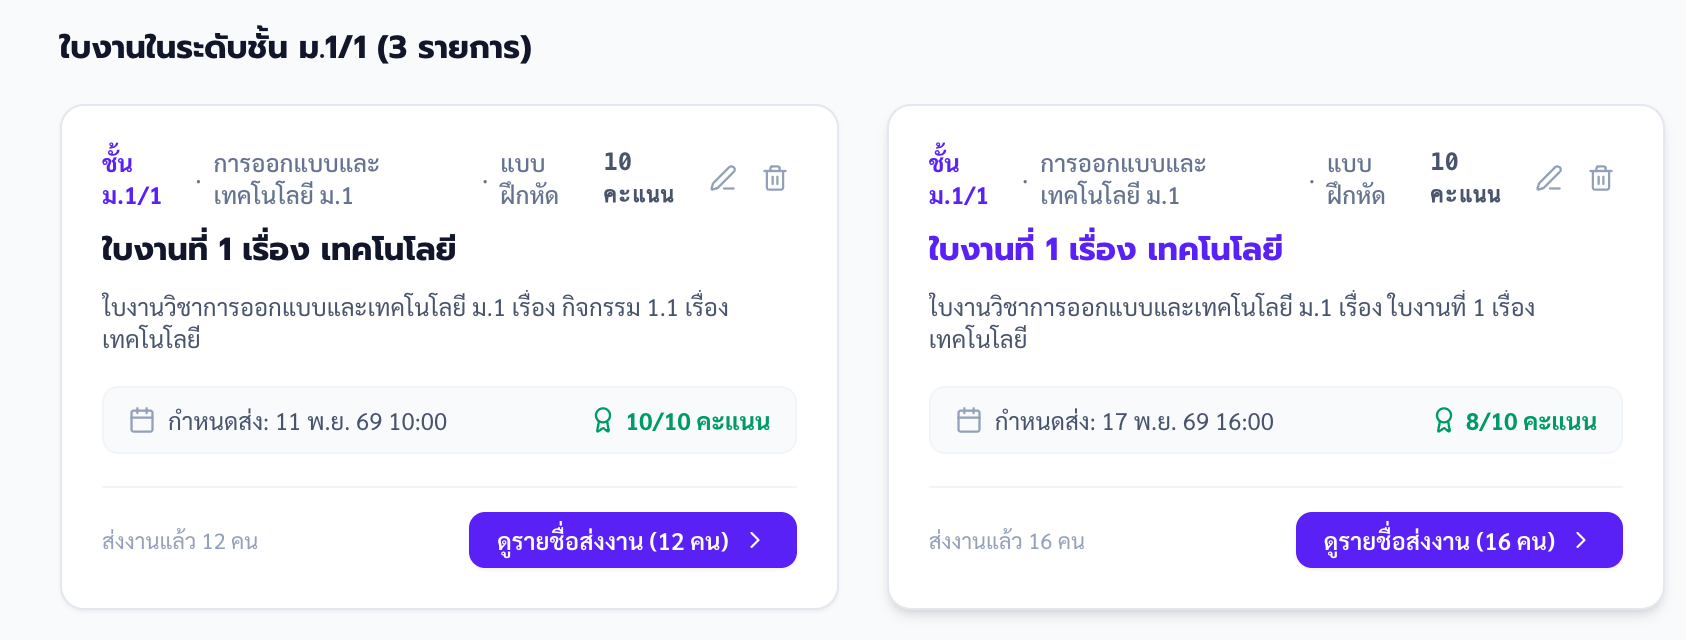 ใบงานในระดับชั้น ม.1/1 (3 รายการ)
ชั้น
ม.1/1
·
การออกแบบและ
เทคโนโลยี ม.1
·
แบบ
ฝึกหัด
10
คะแนน
ใบงานที่ 1 เรื่อง เทคโนโลยี
ใบงานวิชาการออกแบบและเทคโนโลยี ม.1 เรื่อง กิจกรรม 1.1 เรื่อง
เทคโนโลยี
กำหนดส่ง: 11 พ.ย. 69 10:00
10/10 คะแนน
ส่งงานแล้ว 12 คน
ดูรายชื่อส่งงาน (12 คน)
ชั้น
ม.1/1
·
การออกแบบและ
เทคโนโลยี ม.1
·
แบบ
ฝึกหัด
10
คะแนน
ใบงานที่ 1 เรื่อง เทคโนโลยี
ใบงานวิชาการออกแบบและเทคโนโลยี ม.1 เรื่อง ใบงานที่ 1 เรื่อง
เทคโนโลยี
กำหนดส่ง: 17 พ.ย. 69 16:00
8/10 คะแนน
ส่งงานแล้ว 16 คน
ดูรายชื่อส่งงาน (16 คน)